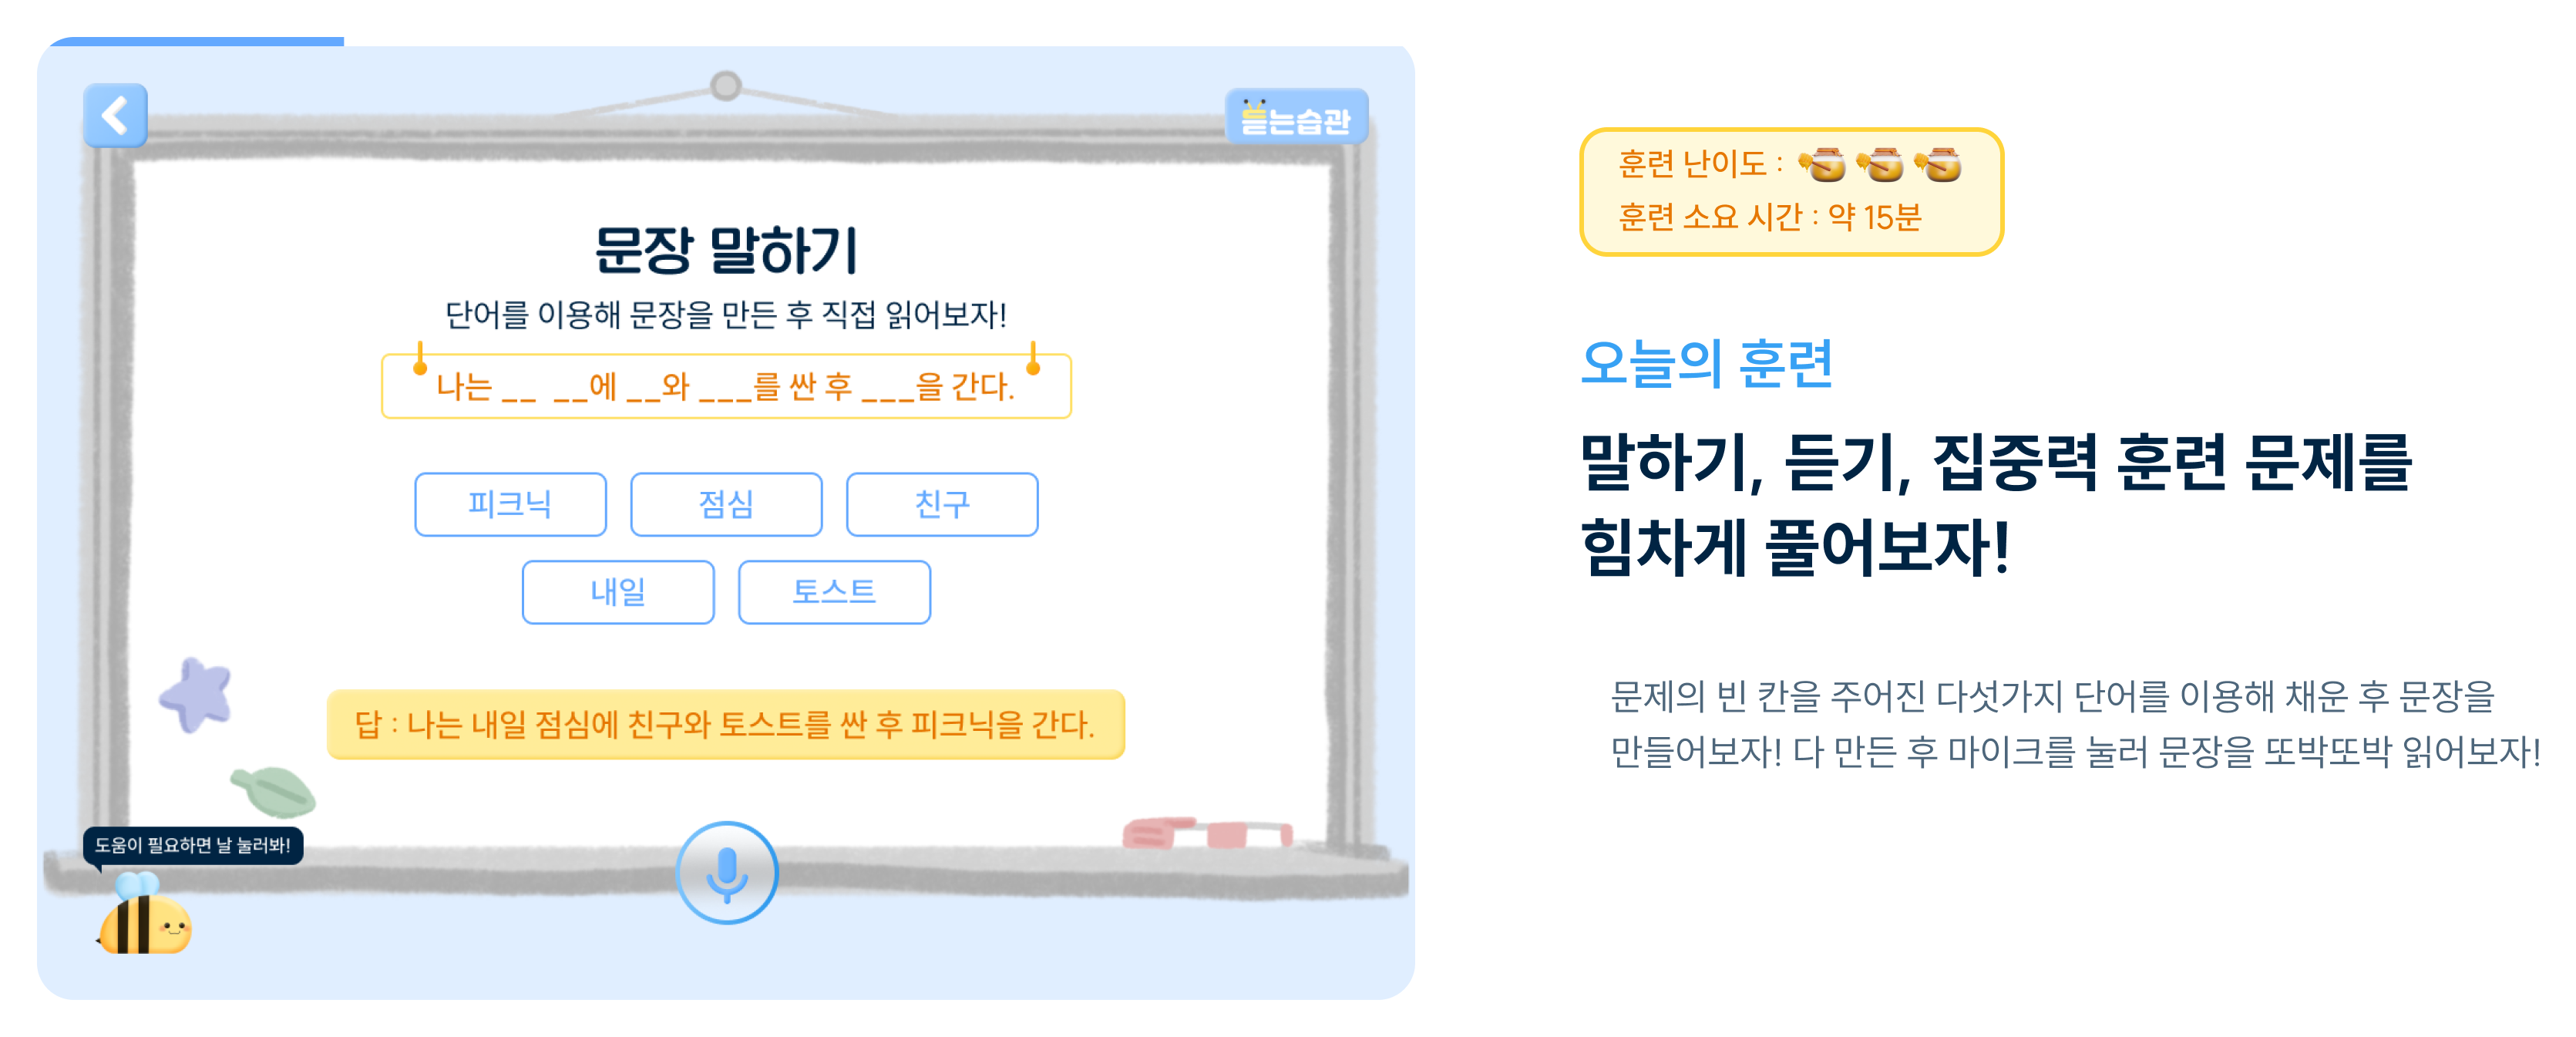 듣는습관
문장 말하기
단어를 이용해 문장을 만든 후 직접 읽어보자!
나는 __ __에 __와 ___를 싼 후 ___을 간다.
피크닉
점심
친구
내일
토스트
답 : 나는 내일 점심에 친구와 토스트를 싼 후 피크닉을 간다.
도움이 필요하면 날 눌러봐!
훈련 난이도 :
훈련 소요 시간 : 약 15분
오늘의 훈련
말하기, 듣기, 집중력 훈련 문제를
힘차게 풀어보자!
문제의 빈 칸을 주어진 다섯가지 단어를 이용해 채운 후 문장을
만들어보자! 다 만든 후 마이크를 눌러 문장을 또박또박 읽어보자!